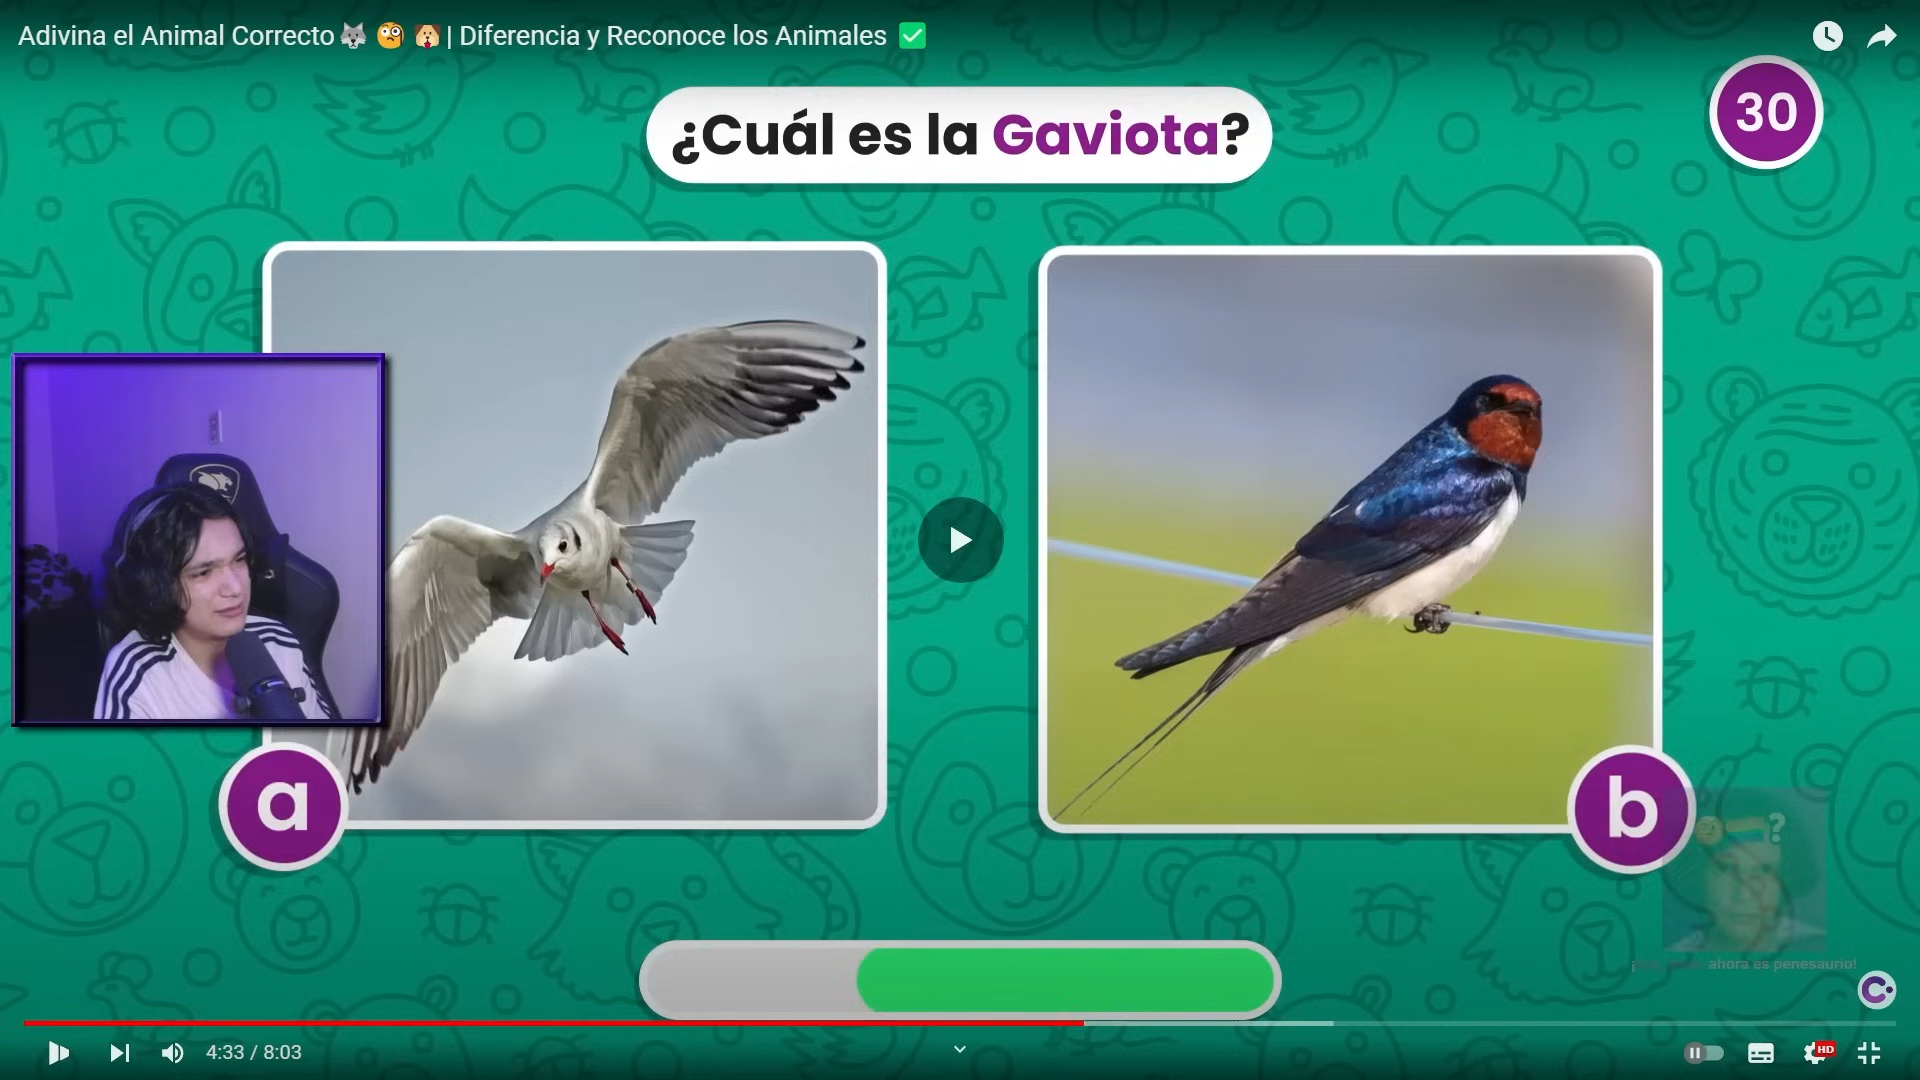 Adivina el Animal Correcto🐺 🧐 🐶| Diferencia y Reconoce los Animales ✅
30
¿Cuál es la Gaviota?
a
b
?
ahora es penesaurio!
4:33 / 8:03
HD